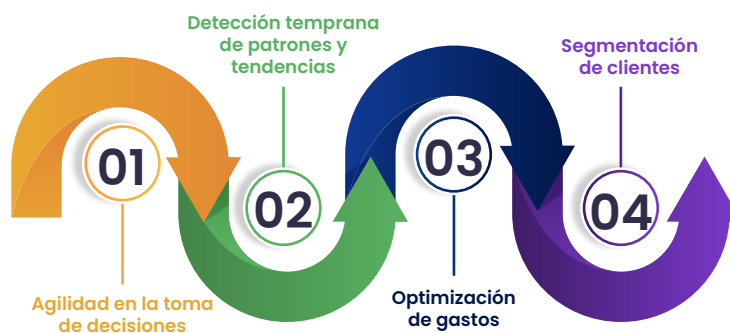 01
Agilidad en la toma
de decisiones
Detección temprana
de patrones y
tendencias
02
03
Optimización
de gastos
Segmentación
de clientes
04